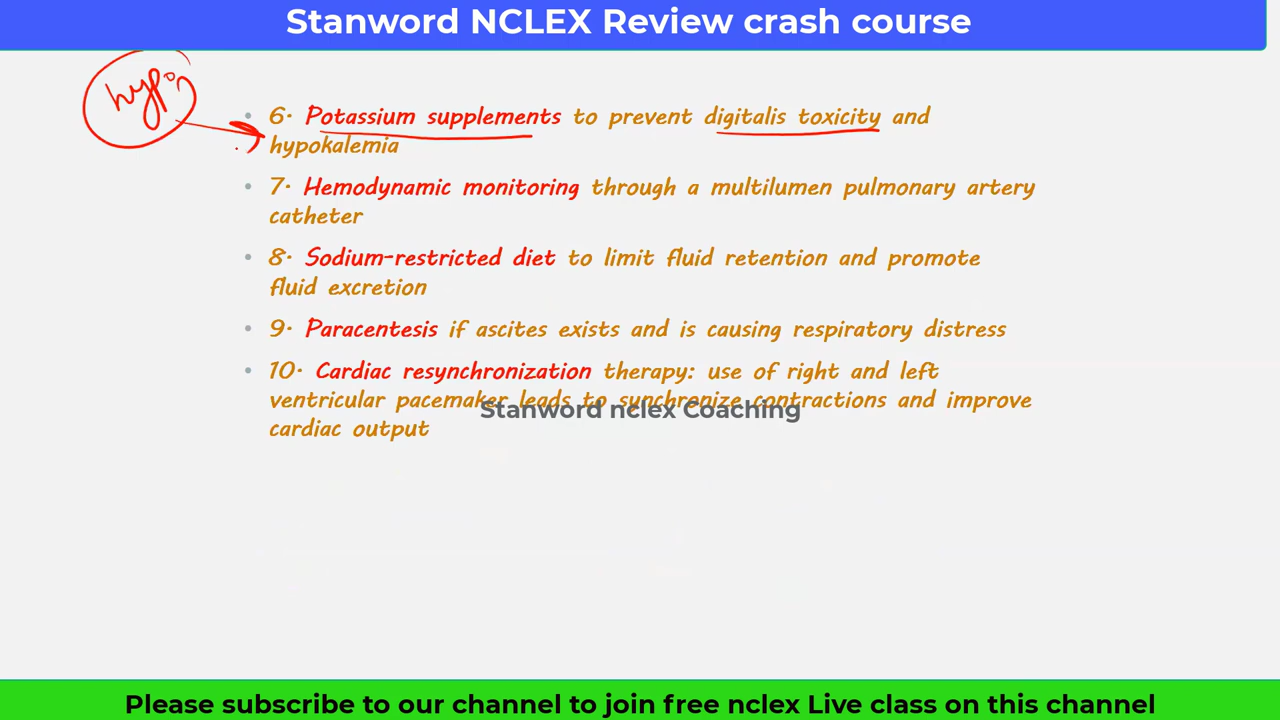 Stanword NCLEX Review crash course
hypo
6. Potassium supplements to prevent digitalis toxicity and
hypokalemia
7. Hemodynamic monitoring through a multilumen pulmonary artery
catheter
8. Sodium-restricted diet to limit fluid retention and promote
fluid excretion
9. Paracentesis if ascites exists and is causing respiratory distress
10. Cardiac resynchronization therapy: use of right and left
ventricular pacemaker leads to synchronize contractions and improve
Stanword nclex Coaching
cardiac output
Please subscribe to our channel to join free nclex Live class on this channel